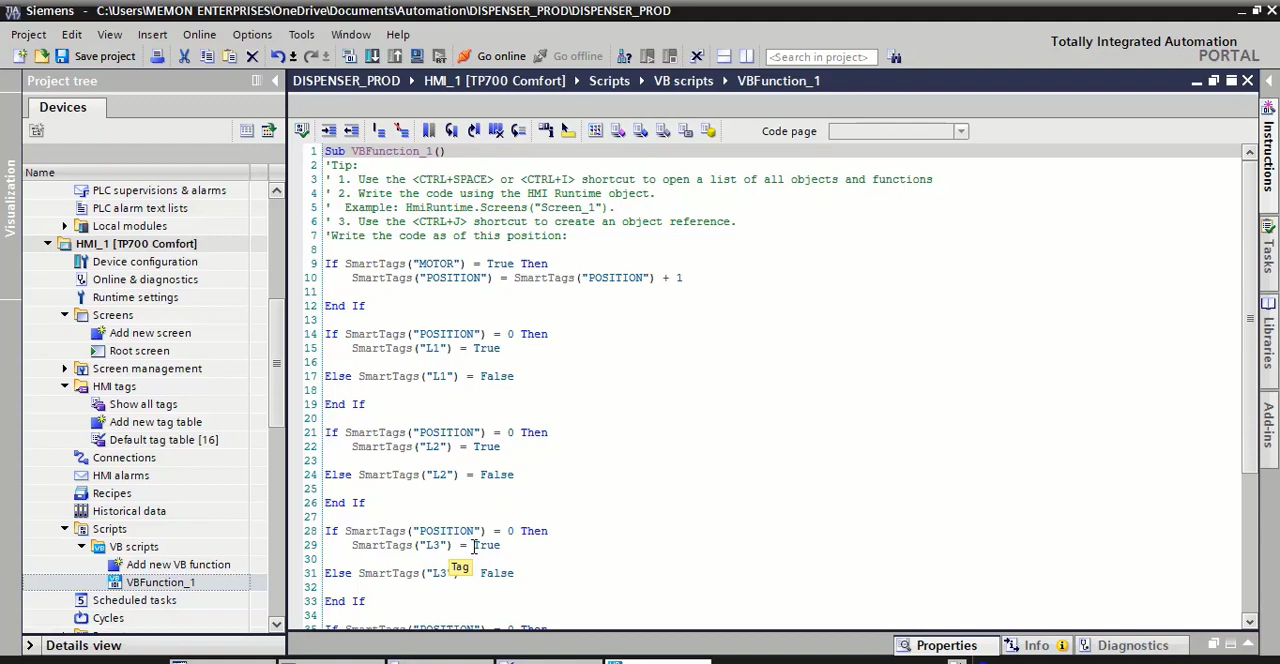 Siemens - C:\Users\MEMON ENTERPRISES\OneDrive\Documents\Automation\DISPENSER_PROD\DISPENSER_PROD
Project Edit View Insert Online Options Tools Window Help
Totally Integrated Automation
PORTAL
Save project
Go online
Go offline
<Search in project>
Project tree
DISPENSER_PROD
HMI_1 [TP700 Comfort]
Scripts
VB scripts
VBFunction_1
Devices
Code page
Name
PLC supervisions & alarms
PLC alarm text lists
Local modules
HMI_1 [TP700 Comfort]
Device configuration
Online & diagnostics
Runtime settings
Screens
Add new screen
Root screen
Screen management
HMI tags
Show all tags
Add new tag table
Default tag table [16]
Connections
HMI alarms
Recipes
Historical data
Scripts
VB scripts
Add new VB function
VBFunction_1
Scheduled tasks
Cycles
Details view
1 Sub VBFunction_1()
2 'Tip:
3 ' 1. Use the <CTRL+SPACE> or <CTRL+I> shortcut to open a list of all objects and functions
4 ' 2. Write the code using the HMI Runtime object.
5 '  Example: HmiRuntime.Screens("Screen_1").
6 ' 3. Use the <CTRL+J> shortcut to create an object reference.
7 'Write the code as of this position:
8
9 If SmartTags("MOTOR") = True Then
10 SmartTags("POSITION") = SmartTags("POSITION") + 1
11
12 End If
13
14 If SmartTags("POSITION") = 0 Then
15 SmartTags("L1") = True
16
17 Else SmartTags("L1") = False
18
19 End If
20
21 If SmartTags("POSITION") = 0 Then
22 SmartTags("L2") = True
23
24 Else SmartTags("L2") = False
25
26 End If
27
28 If SmartTags("POSITION") = 0 Then
29 SmartTags("L3") = True
30
Tag
31 Else SmartTags("L3" False
32
33 End If
34
35 If SmartTags("POSITION") = 0 Then
Properties
Info
Diagnostics
Visualization
Instructions
Tasks
Libraries
Add-ins